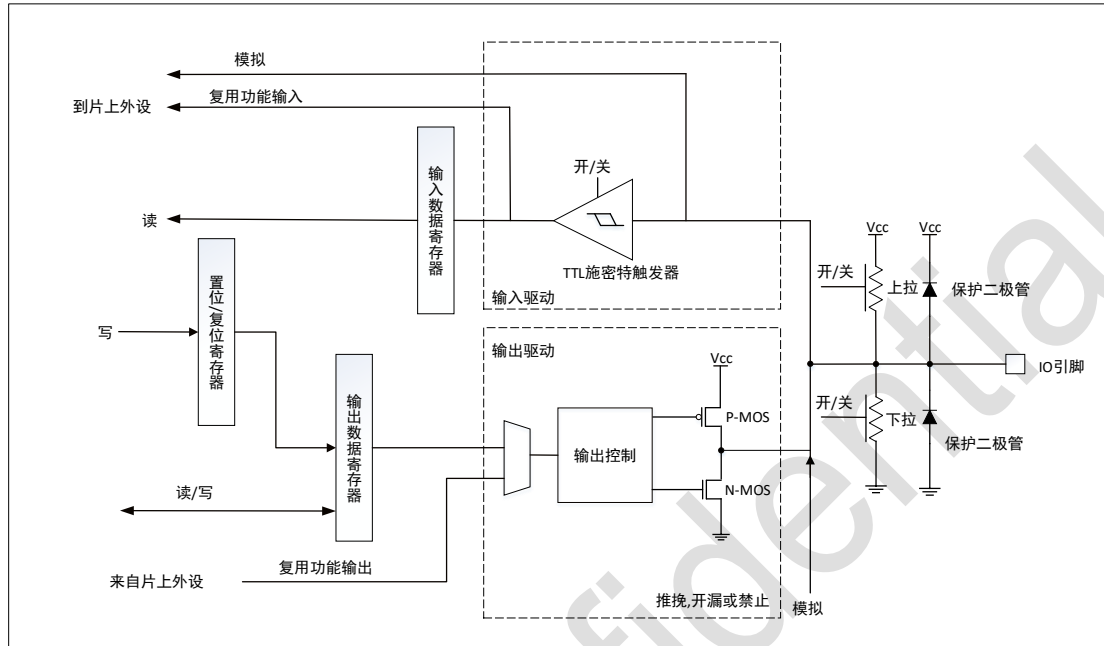 模拟
到片上外设
复用功能输入
开/关
输入数据寄存器
读
TTL施密特触发器
输入驱动
Vcc
Vcc
开/关
上拉
保护二极管
置位/复位寄存器
写
输出驱动
Vcc
IO引脚
P-MOS
开/关
下拉
保护二极管
输出数据寄存器
输出控制
N-MOS
读/写
来自片上外设
复用功能输出
推挽,开漏或禁止
模拟
fidential